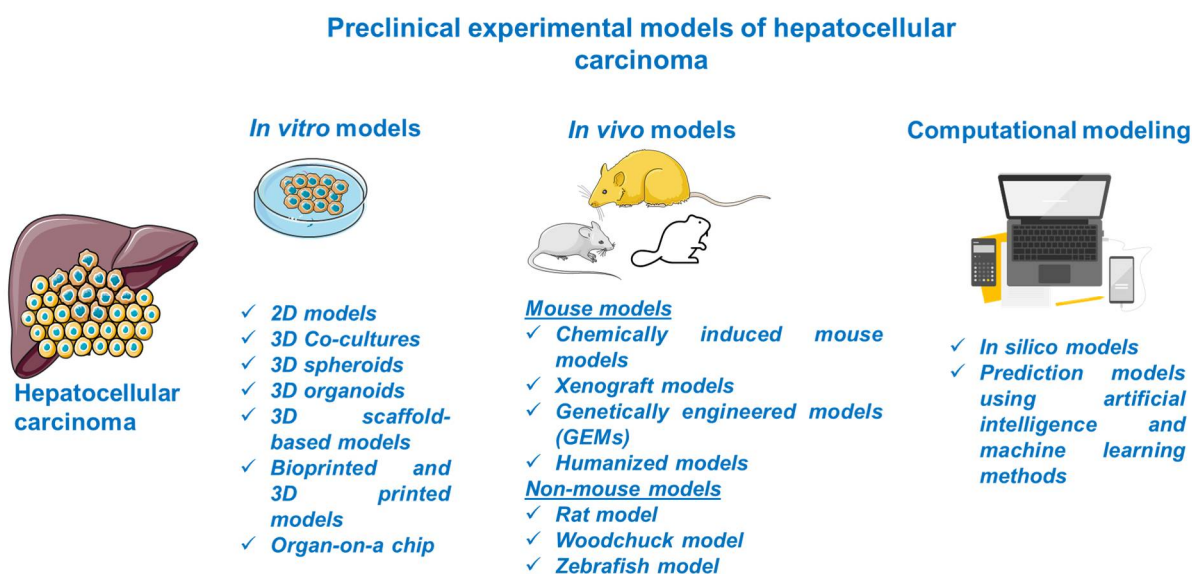 Preclinical experimental models of hepatocellular
carcinoma
In vitro models
In vivo models
Computational modeling
Hepatocellular
carcinoma
✓ 2D models
✓ 3D Co-cultures
✓ 3D spheroids
✓ 3D organoids
✓ 3D scaffold-
based models
✓ Bioprinted and
3D printed
models
✓ Organ-on-a chip
Mouse models
✓ Chemically induced mouse
models
✓ Xenograft models
✓ Genetically engineered models
(GEMs)
✓ Humanized models
Non-mouse models
✓ Rat model
✓ Woodchuck model
✓ Zebrafish model
✓ In silico models
✓ Prediction models
using artificial
intelligence and
machine learning
methods